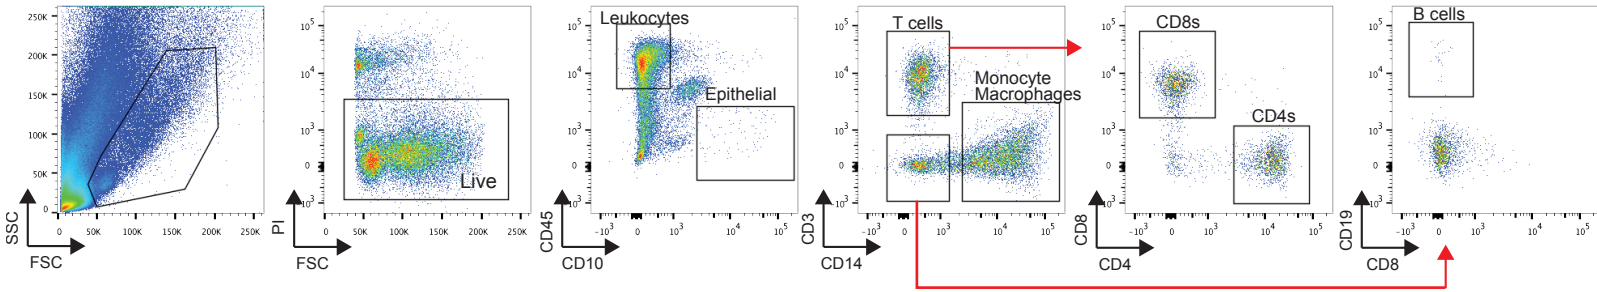 250K
200K
150K
100K
50K
0
0
50K
100K
150K
200K
250K
SSC
FSC
10^5
10^4
10^3
0
-10^3
0
50K
100K
150K
200K
250K
Live
PI
FSC
Leukocytes
Epithelial
10^5
10^4
10^3
0
-10^3
-10^3
0
10^3
10^4
10^5
CD45
CD10
T cells
Monocyte
Macrophages
10^5
10^4
10^3
0
-10^3
-10^3
0
10^3
10^4
10^5
CD3
CD14
CD8s
CD4s
10^5
10^4
10^3
0
-10^3
-10^3
0
10^3
10^4
10^5
CD8
CD4
B cells
10^5
10^4
10^3
0
-10^3
-10^3
0
10^3
10^4
10^5
CD19
CD8